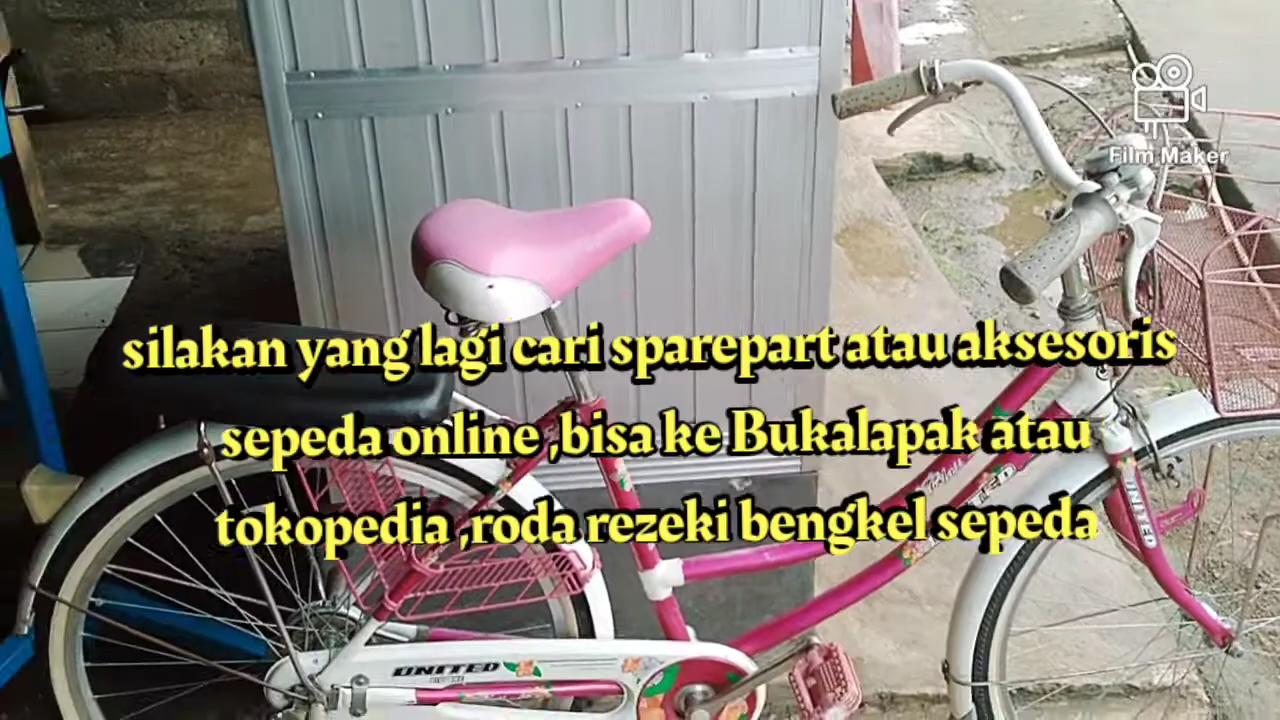 Film Maker
silakan yang lagi cari sparepart atau aksesoris
sepeda online ,bisa ke Bukalapak atau
tokopedia ,roda rezeki bengkel sepeda
UNITED
UNITED